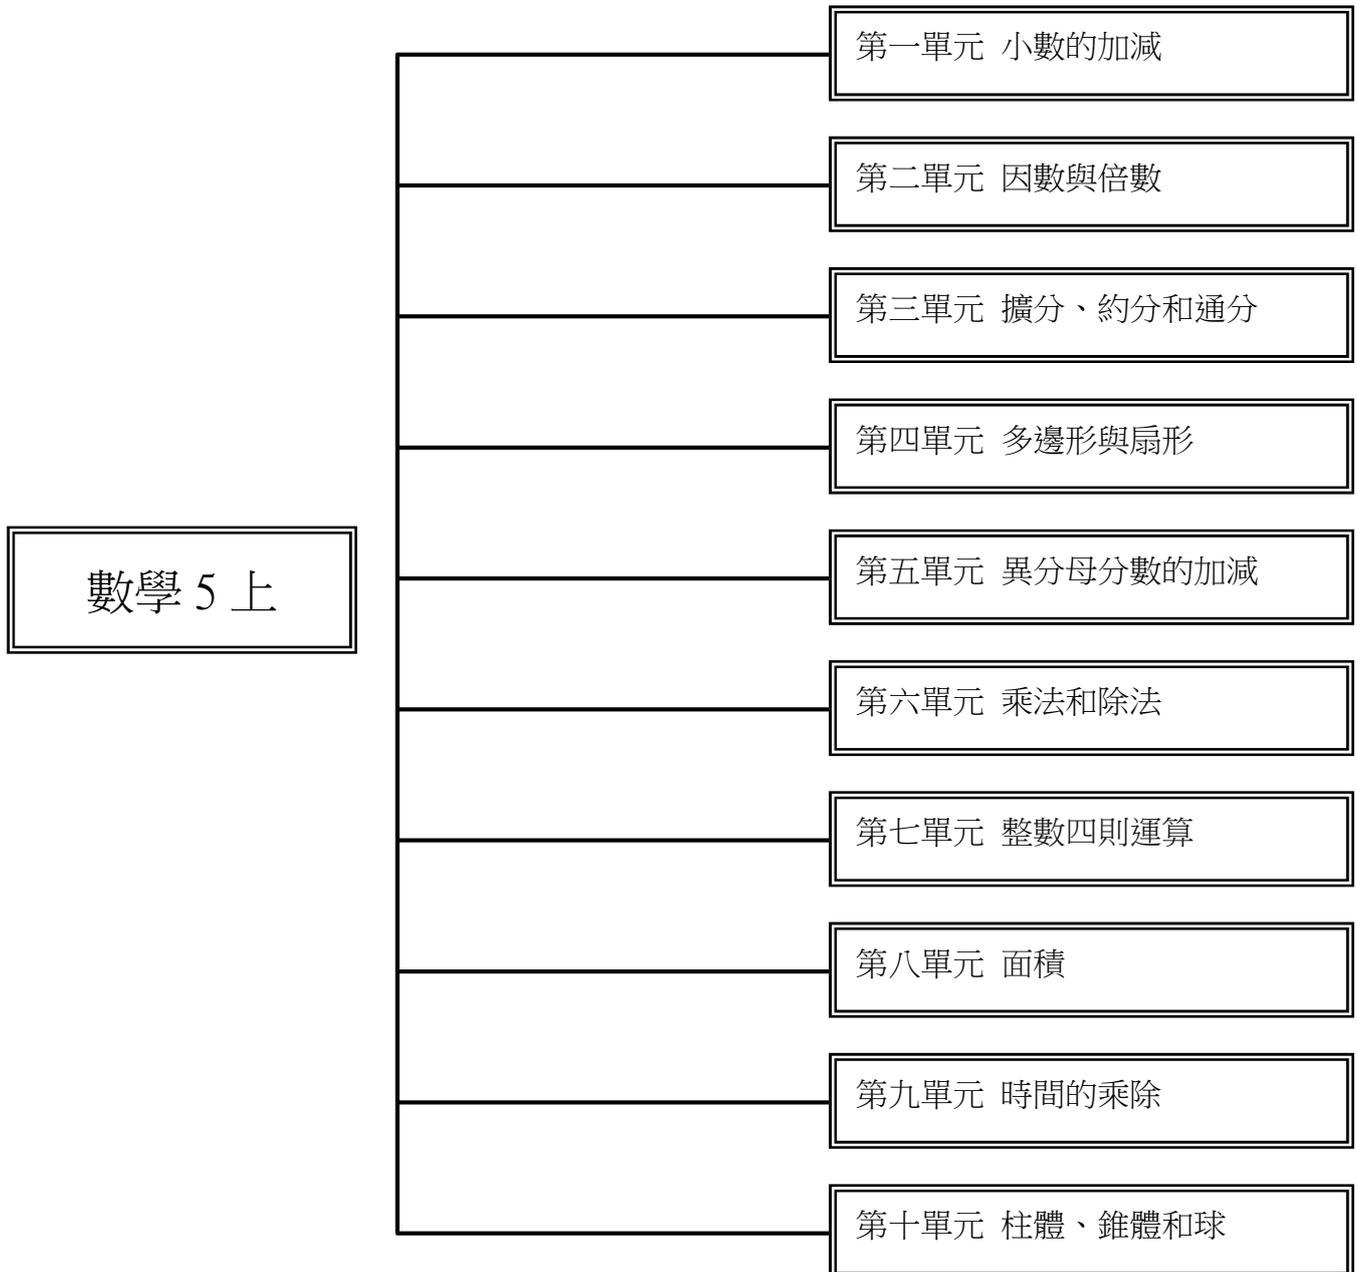 第一單元 小數的加減
第二單元 因數與倍數
第三單元 擴分、約分和通分
第四單元 多邊形與扇形
數學 5 上
第五單元 異分母分數的加減
第六單元 乘法和除法
第七單元 整數四則運算
第八單元 面積
第九單元 時間的乘除
第十單元 柱體、錐體和球